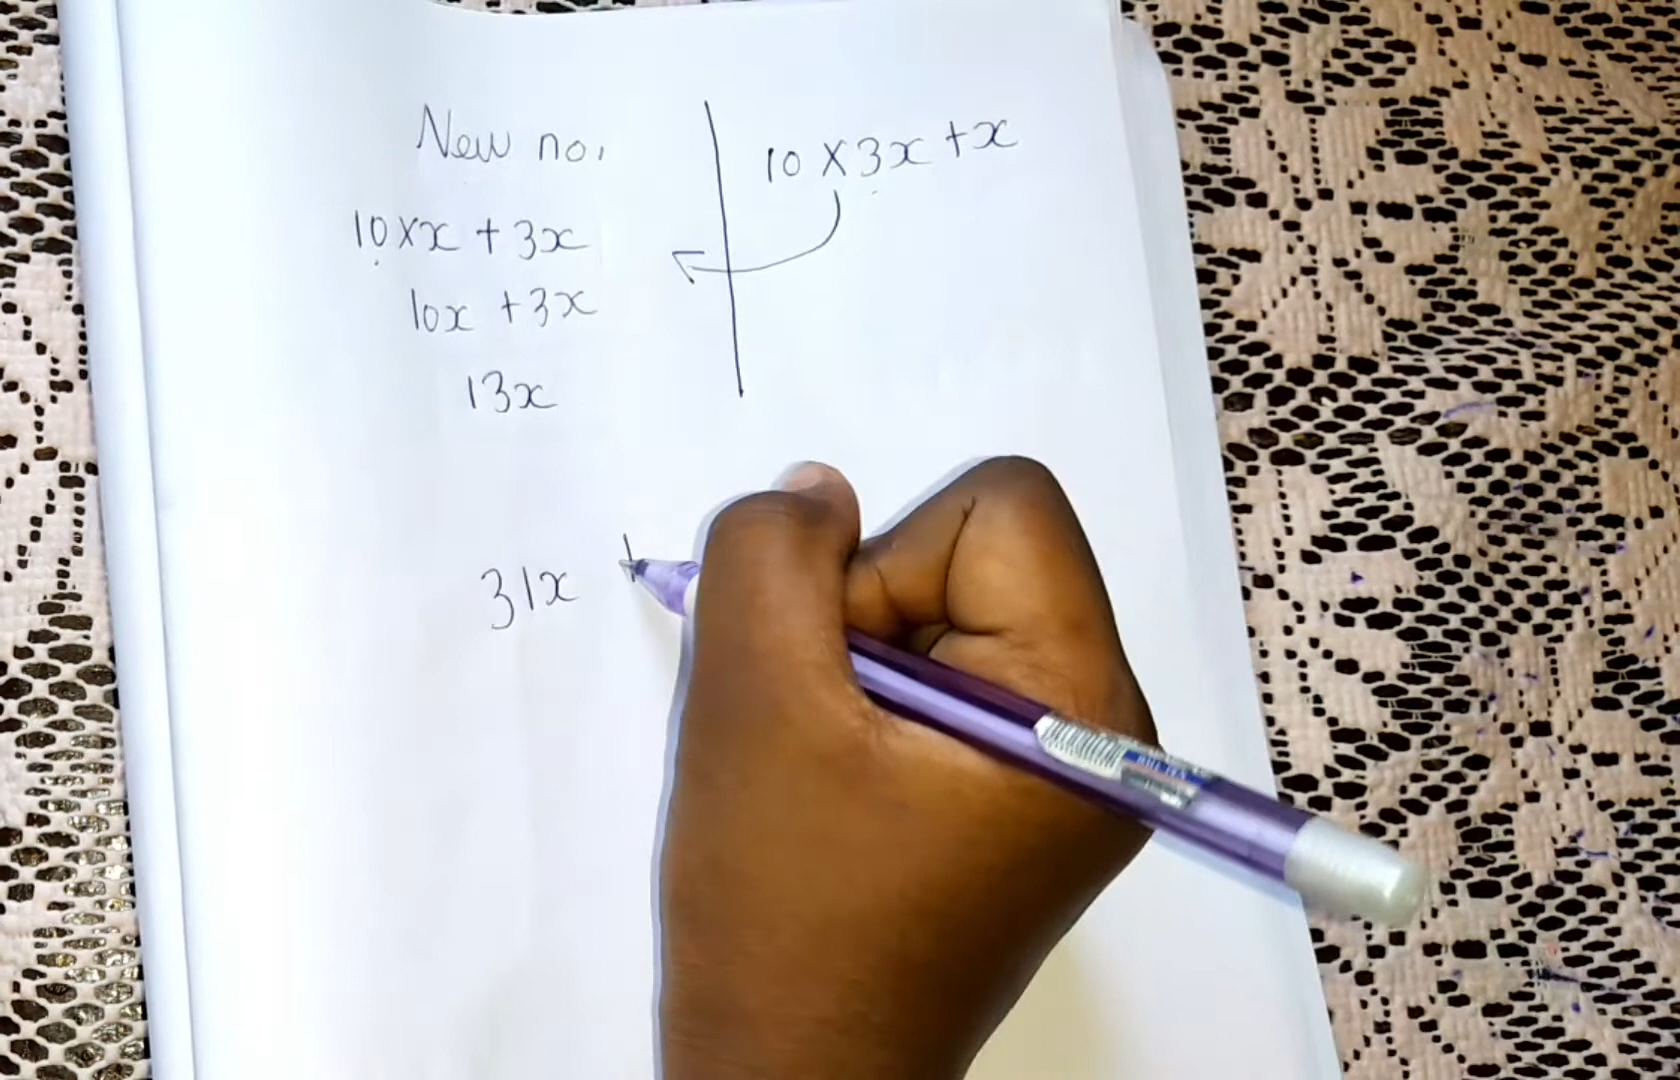 New no.
10 X 3x + x
10 X x + 3x
10x + 3x
13x
31x